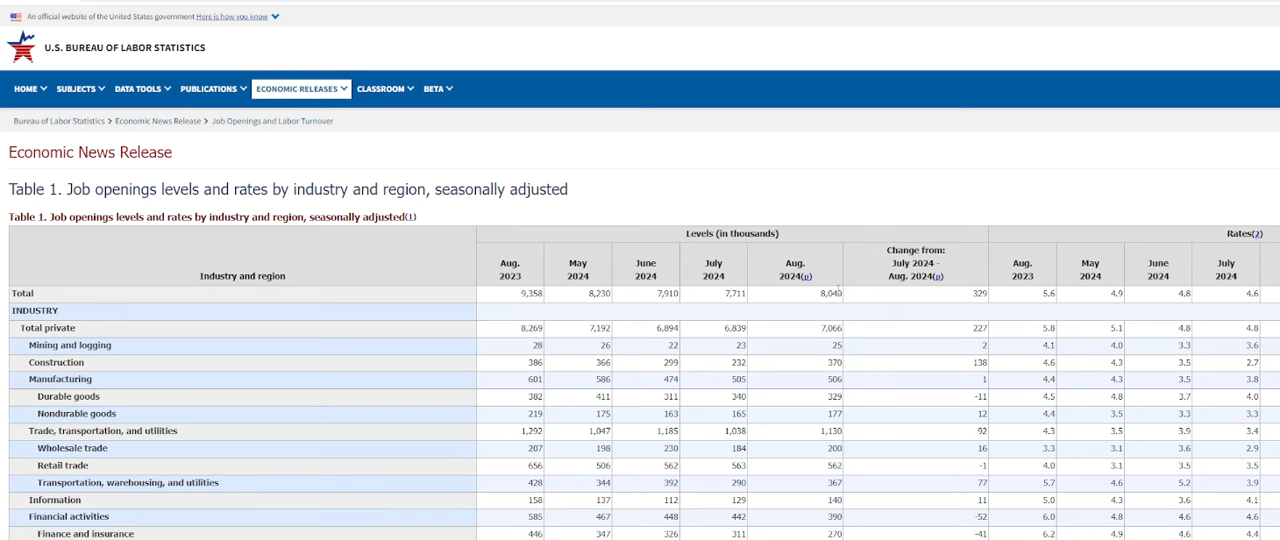 An official website of the United States government Here is how you know
U.S. BUREAU OF LABOR STATISTICS
HOME SUBJECTS DATA TOOLS PUBLICATIONS ECONOMIC RELEASES CLASSROOM BETA
Bureau of Labor Statistics > Economic News Release > Job Openings and Labor Turnover
Economic News Release
Table 1. Job openings levels and rates by industry and region, seasonally adjusted
Table 1. Job openings levels and rates by industry and region, seasonally adjusted(1)
Levels (in thousands) Rates(2)
Industry and region Aug. 2023 May 2024 June 2024 July 2024 Aug. 2024(p) Change from: July 2024 - Aug. 2024(p) Aug. 2023 May 2024 June 2024 July 2024
Total 9,358 8,230 7,910 7,711 8,040 329 5.6 4.9 4.8 4.6
INDUSTRY
Total private 8,269 7,192 6,894 6,839 7,066 227 5.8 5.1 4.8 4.8
Mining and logging 28 26 22 23 25 2 4.1 4.0 3.3 3.6
Construction 386 366 299 232 370 138 4.6 4.3 3.5 2.7
Manufacturing 601 586 474 505 506 1 4.4 4.3 3.5 3.8
Durable goods 382 411 311 340 329 -11 4.5 4.8 3.7 4.0
Nondurable goods 219 175 163 165 177 12 4.4 3.5 3.3 3.3
Trade, transportation, and utilities 1,292 1,047 1,185 1,038 1,130 92 4.3 3.5 3.9 3.4
Wholesale trade 207 198 230 184 200 16 3.3 3.1 3.6 2.9
Retail trade 656 506 562 563 562 -1 4.0 3.1 3.5 3.5
Transportation, warehousing, and utilities 428 344 392 290 367 77 5.7 4.6 5.2 3.9
Information 158 137 112 129 140 11 5.0 4.3 3.6 4.1
Financial activities 585 467 448 442 390 -52 6.0 4.8 4.6 4.6
Finance and insurance 446 347 326 311 270 -41 6.2 4.9 4.6 4.4